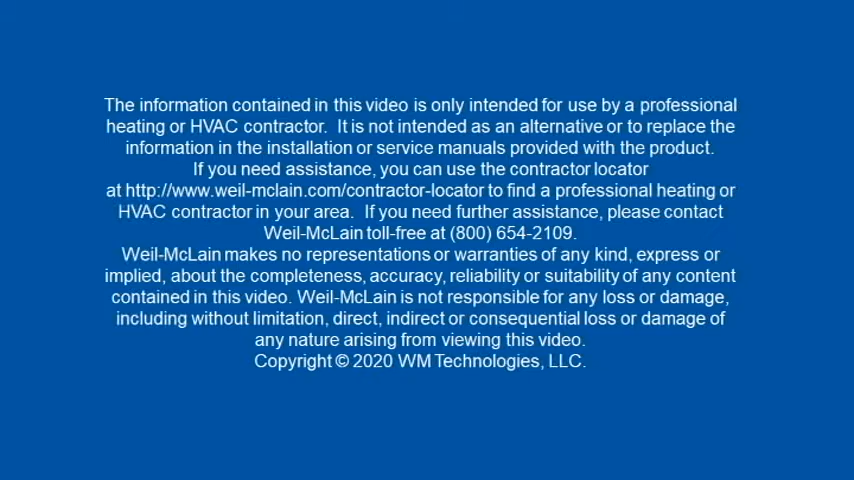 The information contained in this video is only intended for use by a professional
heating or HVAC contractor.  It is not intended as an alternative or to replace the
information in the installation or service manuals provided with the product.
If you need assistance, you can use the contractor locator
at http://www.weil-mclain.com/contractor-locator to find a professional heating or
HVAC contractor in your area.  If you need further assistance, please contact
Weil-McLain toll-free at (800) 654-2109.
Weil-McLain makes no representations or warranties of any kind, express or
implied, about the completeness, accuracy, reliability or suitability of any content
contained in this video. Weil-McLain is not responsible for any loss or damage,
including without limitation, direct, indirect or consequential loss or damage of
any nature arising from viewing this video.
Copyright © 2020 WM Technologies, LLC.